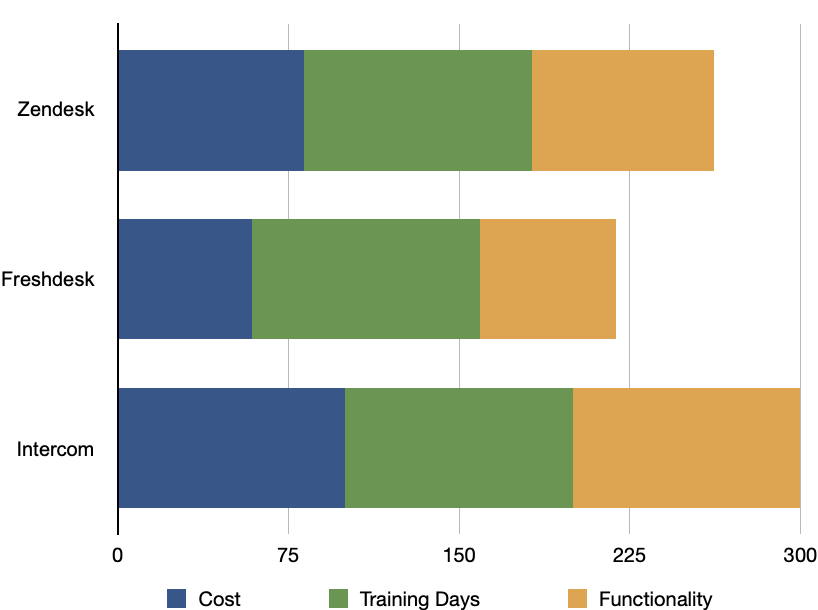 Zendesk
Freshdesk
Intercom
0 75 150 225 300
Cost Training Days Functionality